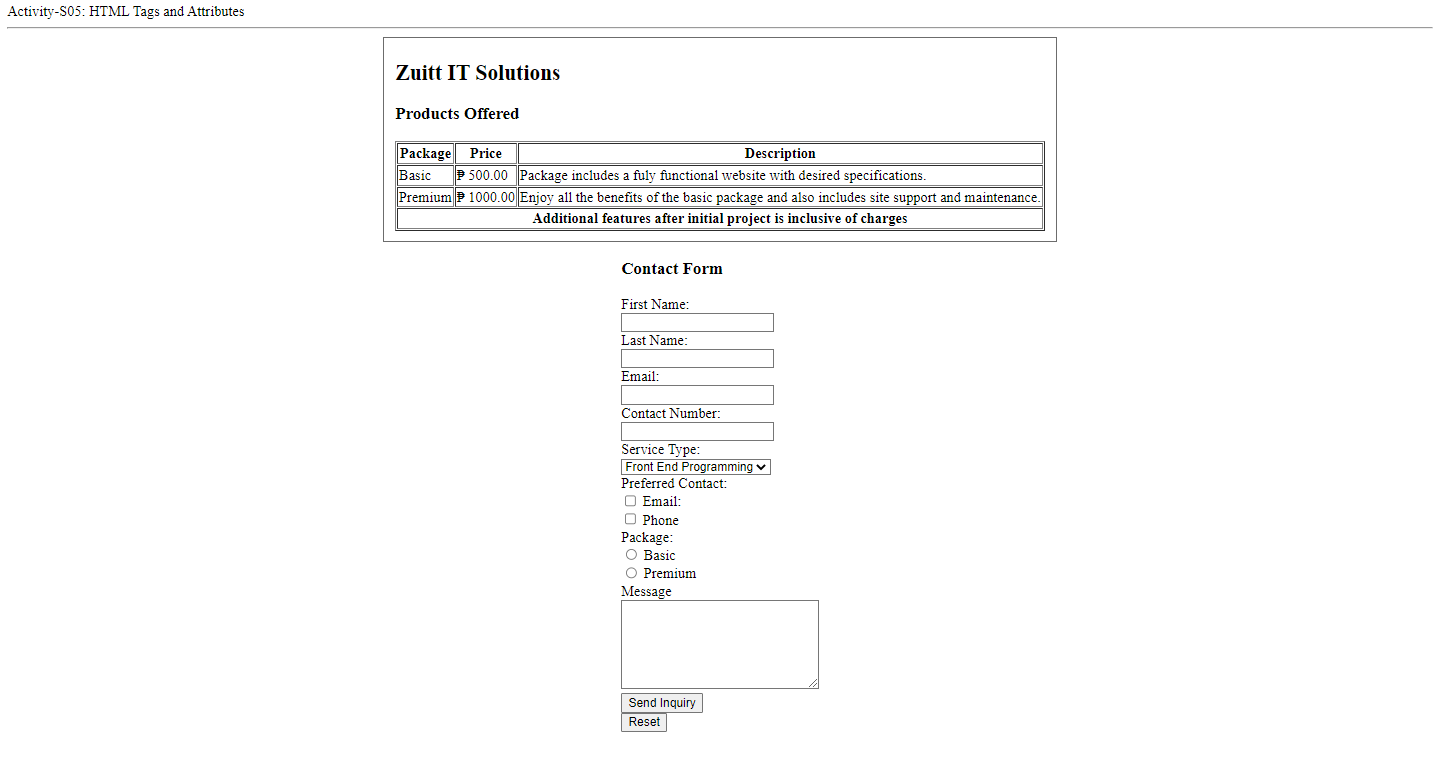 Activity-S05: HTML Tags and Attributes
Zuitt IT Solutions
Products Offered
Package Price Description
Basic ₱ 500.00 Package includes a fuly functional website with desired specifications.
Premium ₱ 1000.00 Enjoy all the benefits of the basic package and also includes site support and maintenance.
Additional features after initial project is inclusive of charges
Contact Form
First Name:
Last Name:
Email:
Contact Number:
Service Type:
Front End Programming
Preferred Contact:
Email:
Phone
Package:
Basic
Premium
Message
Send Inquiry
Reset